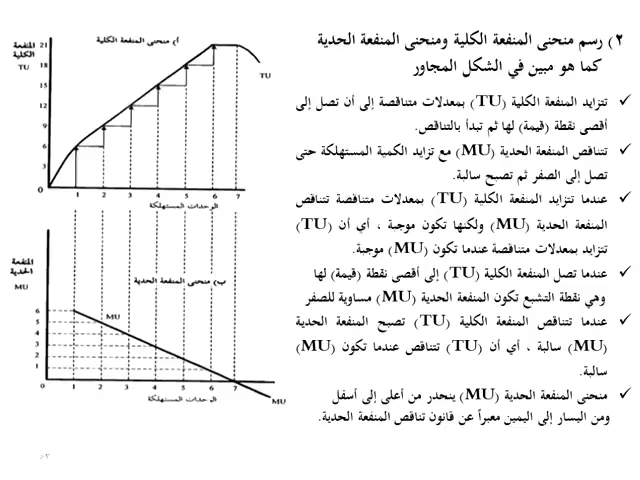 ٢) رسم منحنى المنفعة الكلية ومنحنى المنفعة الحدية
كما هو مبين في الشكل المجاور
✓ تتزايد المنفعة الكلية (TU) بمعدلات متناقصة إلى أن تصل إلى
أقصى نقطة (قيمة) لها ثم تبدأ بالتناقص.
✓ تتناقص المنفعة الحدية (MU) مع تزايد الكمية المستهلكة حتى
تصل إلى الصفر ثم تصبح سالبة.
✓ عندما تتزايد المنفعة الكلية (TU) بمعدلات متناقصة تتناقص
المنفعة الحدية (MU) ولكنها تكون موجبة ، أي أن (TU)
تتزايد بمعدلات متناقصة عندما تكون (MU) موجبة.
✓ عندما تصل المنفعة الكلية (TU) إلى أقصى نقطة (قيمة) لها
وهي نقطة التشبع تكون المنفعة الحدية (MU) مساوية للصفر
✓ عندما تتناقص المنفعة الكلية (TU) تصبح المنفعة الحدية
(MU) سالبة ، أي أن (TU) تتناقص عندما تكون (MU)
سالبة.
✓ منحنى المنفعة الحدية (MU) ينحدر من أعلى إلى أسفل
ومن اليسار إلى اليمين معبراً عن قانون تناقص المنفعة الحدية.
أ) منحنى المنفعة الكلية
المنفعة
الكلية
TU
21
18
15
12
9
6
3
0
TU
1 2 3 4 5 6 7
الوحدات المستهلكة
ب) منحنى المنفعة الحدية
المنفعة
الحدية
MU
6
5
4
3
2
1
0
MU
1 2 3 4 5 6 7
MU
الوحدات المستهلكة
٥٣